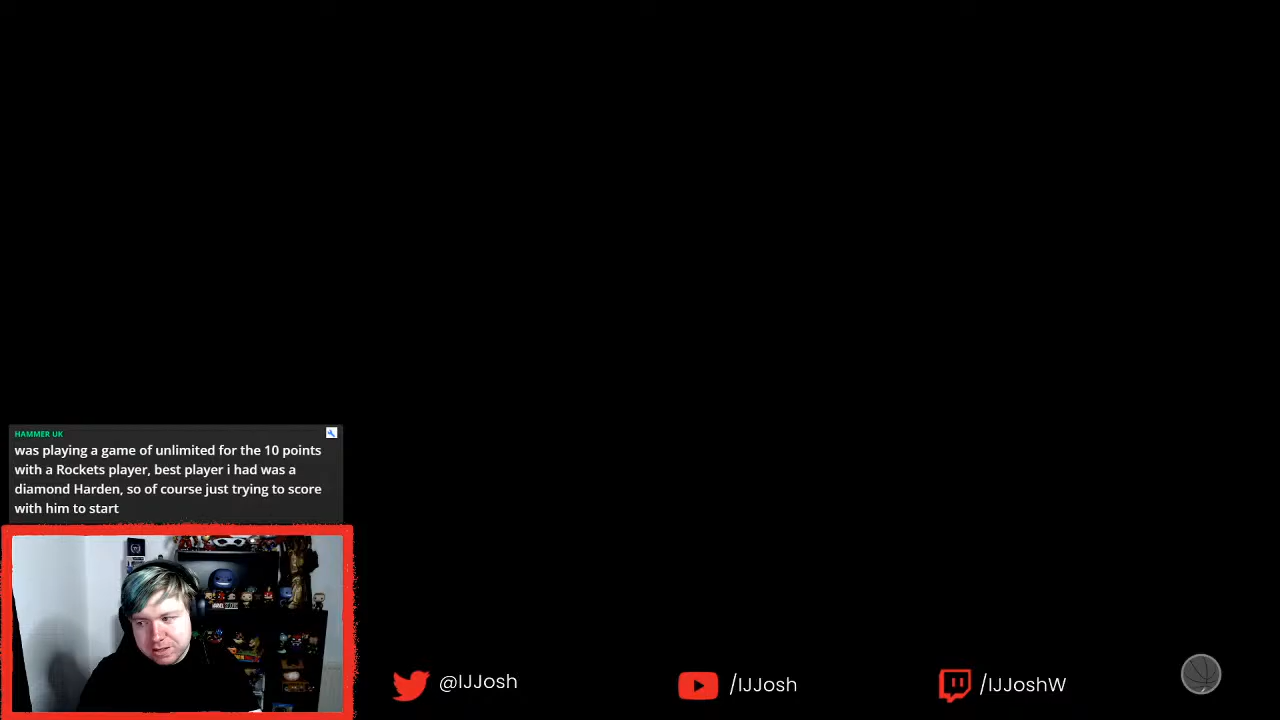 HAMMER UK
was playing a game of unlimited for the 10 points
with a Rockets player, best player i had was a
diamond Harden, so of course just trying to score
with him to start
@IJJosh
/IJJosh
/IJJoshW